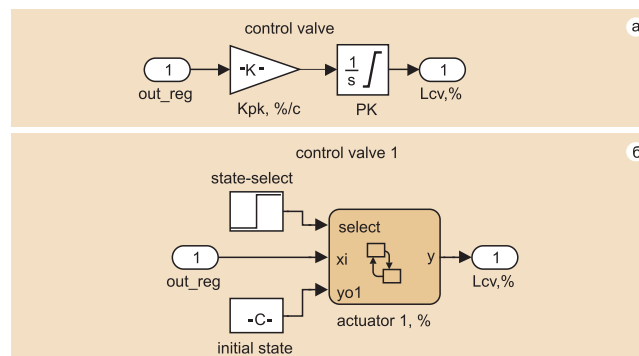 control valve
а
1
-K-
1
s
1
out_reg
Kpk, %/c
PK
Lcv,%
б
control valve 1
state-select
select
1
xi
y
1
out_reg
Lcv,%
yo1
-C-
actuator 1, %
initial state